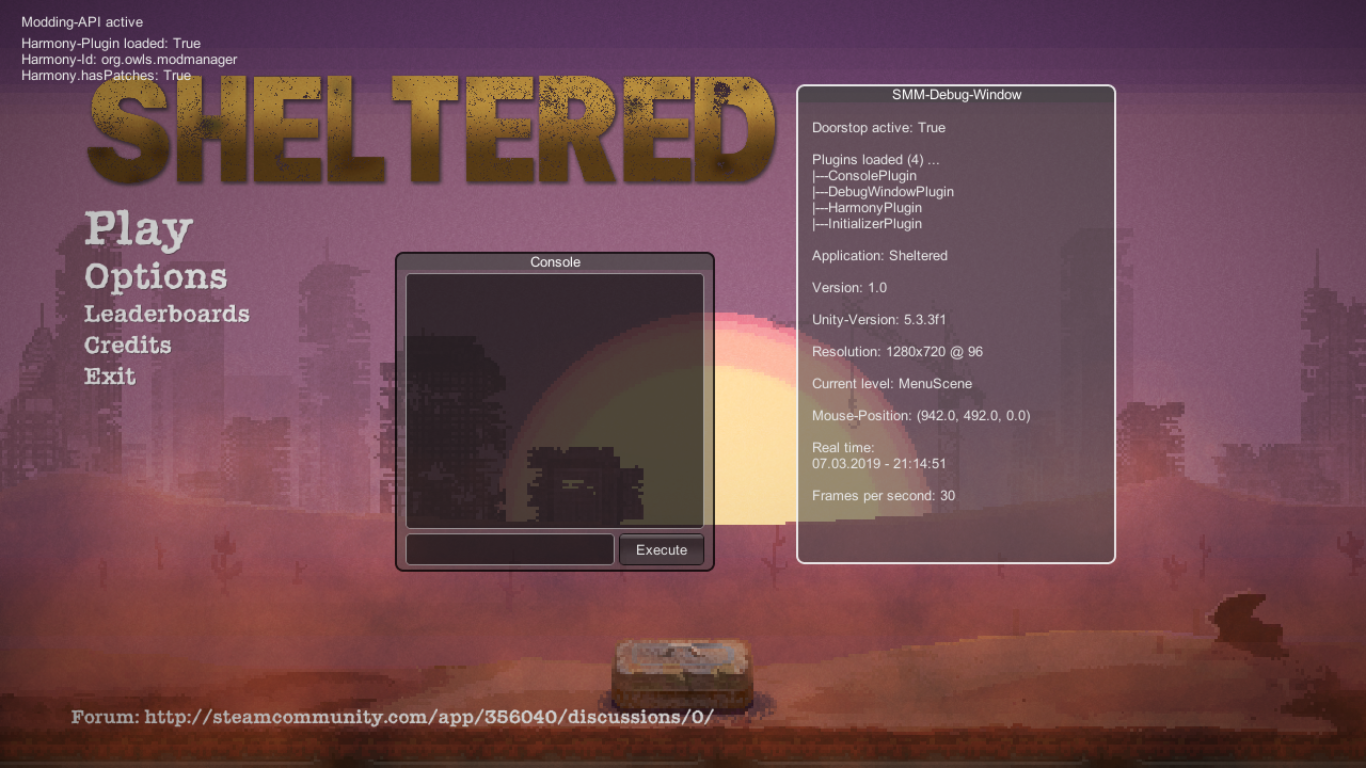 Modding-API active
Harmony-Plugin loaded: True
Harmony-Id: org.owls.modmanager
Harmony.hasPatches: True
SHELTERED
Play
Options
Leaderboards
Credits
Exit
Console
Execute
SMM-Debug-Window
Doorstop active: True
Plugins loaded (4) ...
|---ConsolePlugin
|---DebugWindowPlugin
|---HarmonyPlugin
|---InitializerPlugin
Application: Sheltered
Version: 1.0
Unity-Version: 5.3.3f1
Resolution: 1280x720 @ 96
Current level: MenuScene
Mouse-Position: (942.0, 492.0, 0.0)
Real time:
07.03.2019 - 21:14:51
Frames per second: 30
Forum: http://steamcommunity.com/app/356040/discussions/0/